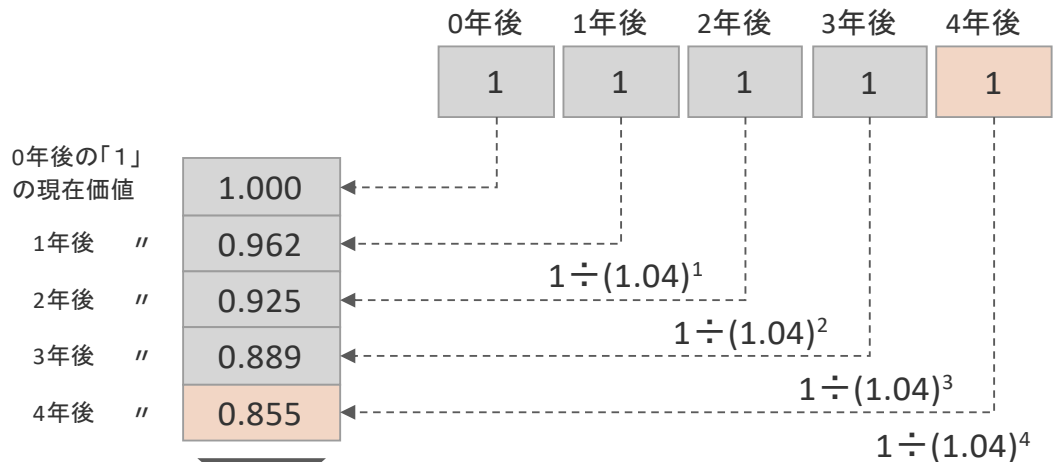 0年後 1年後 2年後 3年後 4年後
1 1 1 1 1
0年後の「1」
の現在価値 1.000
1年後 〃 0.962
1÷(1.04)¹
2年後 〃 0.925
1÷(1.04)²
3年後 〃 0.889
1÷(1.04)³
4年後 〃 0.855
1÷(1.04)⁴